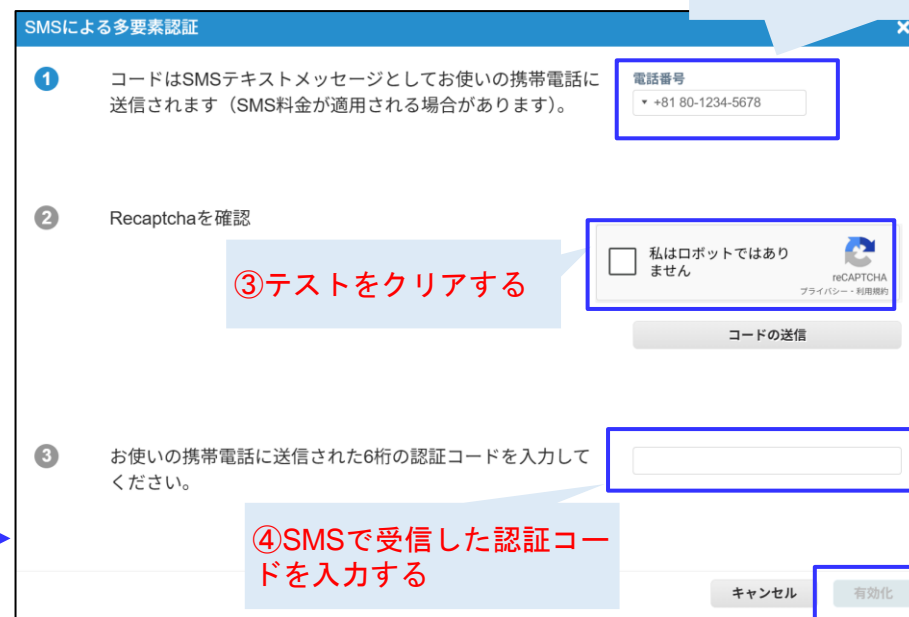 SMSによる多要素認証
×
1
コードはSMSテキストメッセージとしてお使いの携帯電話に
送信されます（SMS料金が適用される場合があります）。
電話番号
+81 80-1234-5678
2
Recaptchaを確認
③テストをクリアする
私はロボットではあり
ません
reCAPTCHA
プライバシー・利用規約
コードの送信
3
お使いの携帯電話に送信された6桁の認証コードを入力して
ください。
④SMSで受信した認証コー
ドを入力する
キャンセル
有効化